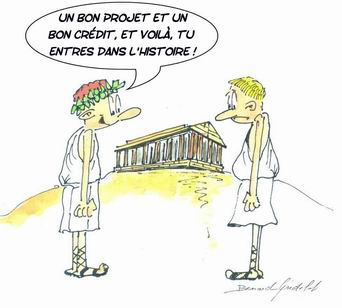 UN BON PROJET ET UN
BON CRÉDIT, ET VOILÀ, TU
ENTRES DANS L'HISTOIRE !